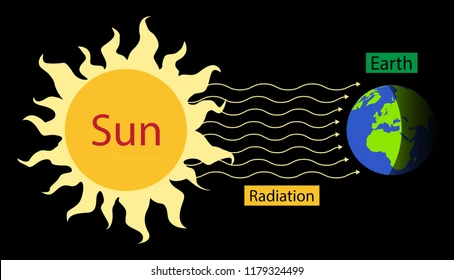 Earth
Sun
Radiation
shutterstock.com · 1179324499